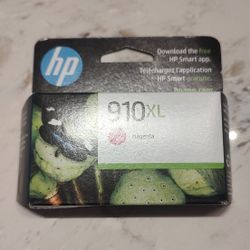 hp
Download the free
HP Smart app.
Téléchargez l'application
HP Smart gratuite.
910XL
magenta